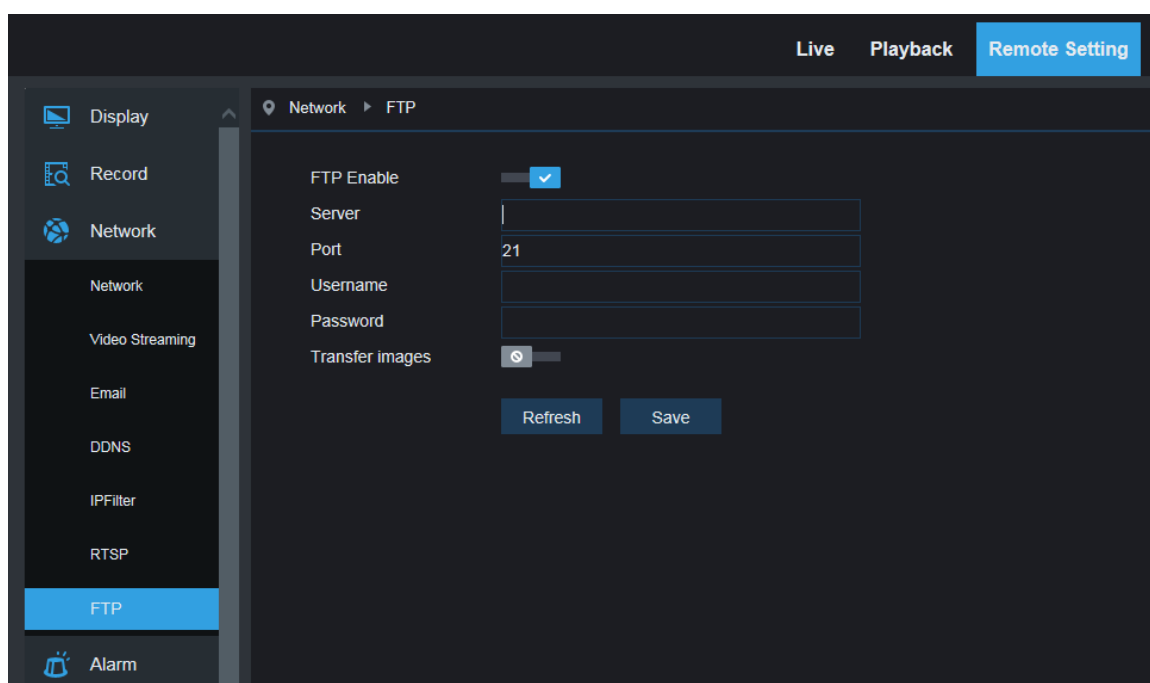 Live Playback Remote Setting
Display
Record
Network
Network
Video Streaming
Email
DDNS
IPFilter
RTSP
FTP
Alarm
Network FTP
FTP Enable
Server
Port 21
Username
Password
Transfer images
Refresh Save